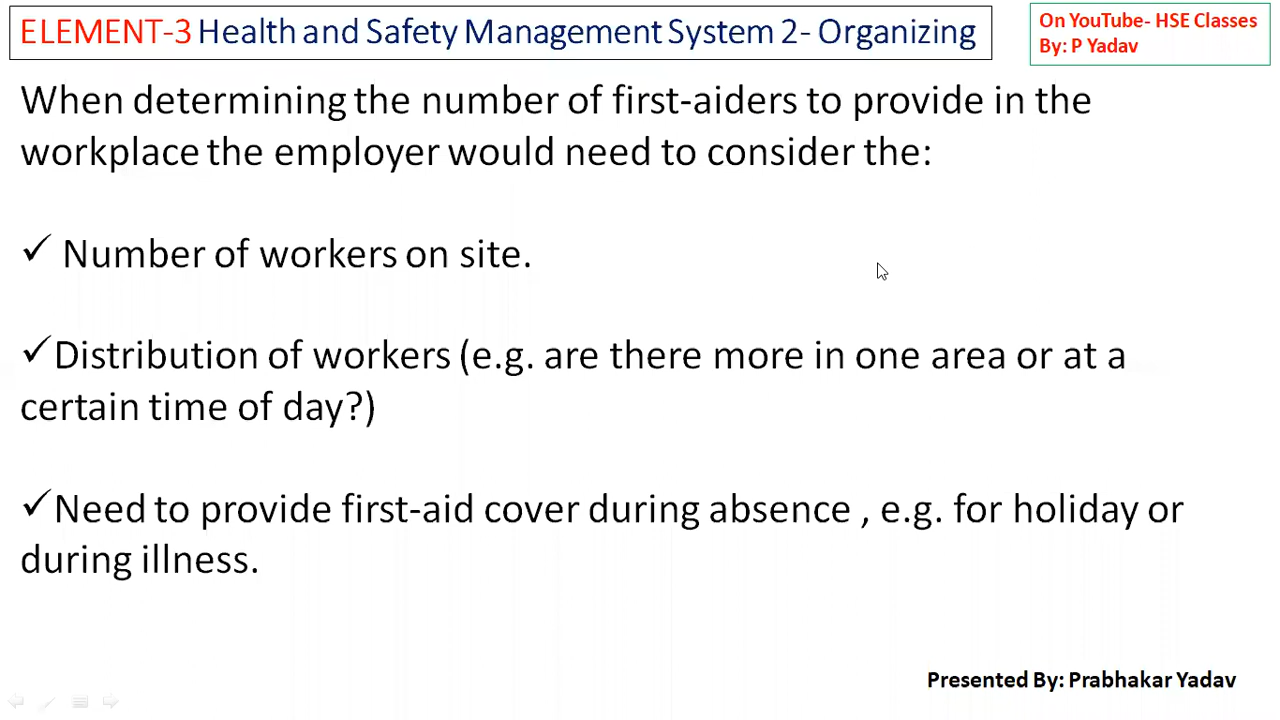 ELEMENT-3 Health and Safety Management System 2- Organizing
On YouTube- HSE Classes
By: P Yadav
When determining the number of first-aiders to provide in the
workplace the employer would need to consider the:
✓ Number of workers on site.
✓Distribution of workers (e.g. are there more in one area or at a
certain time of day?)
✓Need to provide first-aid cover during absence , e.g. for holiday or
during illness.
Presented By: Prabhakar Yadav